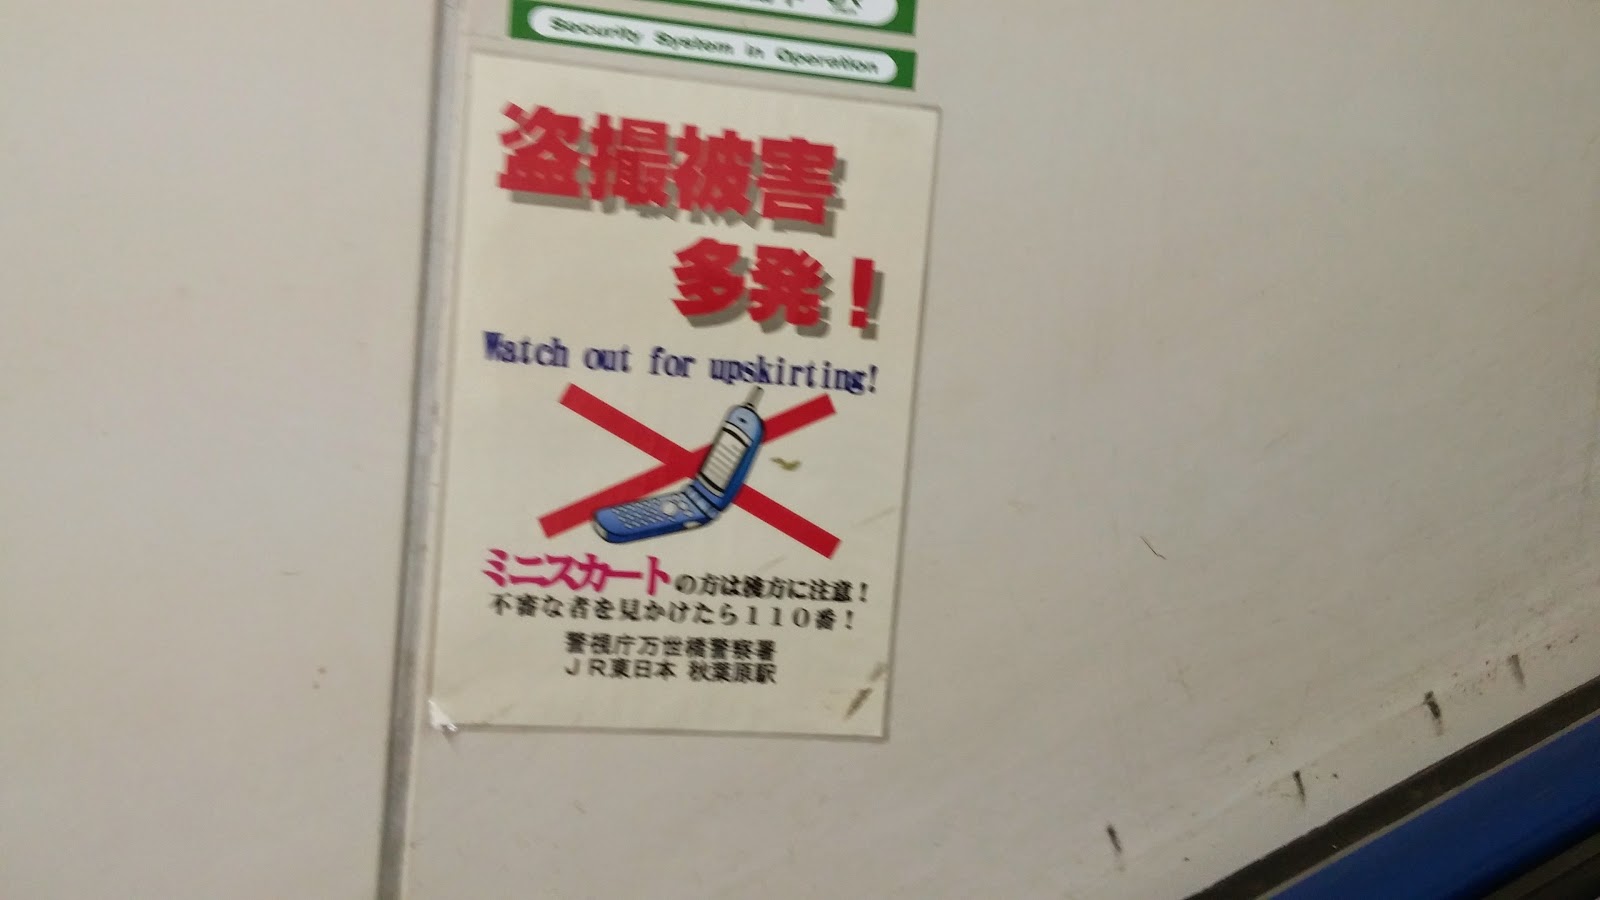 Security System in Operation
盗撮被害
多発！
Watch out for upskirting!
ミニスカートの方は後方に注意！
不審な者を見かけたら１１０番！
警視庁万世橋警察署
ＪＲ東日本 秋葉原駅